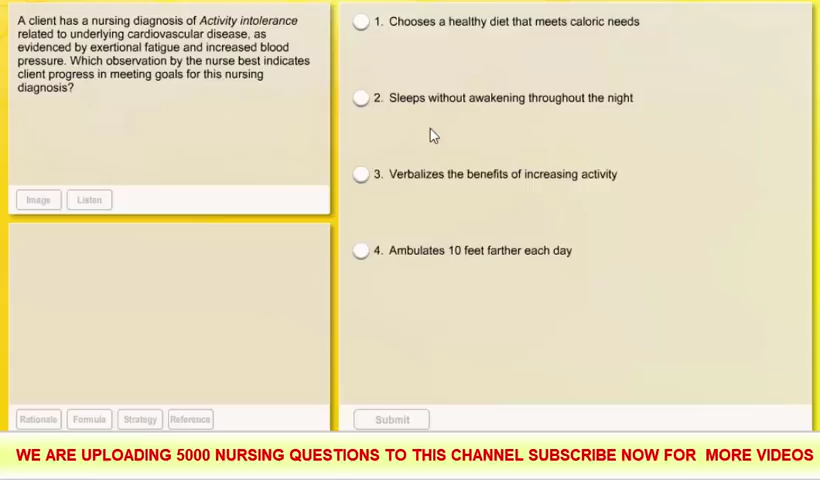 A client has a nursing diagnosis of Activity intolerance
related to underlying cardiovascular disease, as
evidenced by exertional fatigue and increased blood
pressure. Which observation by the nurse best indicates
client progress in meeting goals for this nursing
diagnosis?
Image Listen
1. Chooses a healthy diet that meets caloric needs
2. Sleeps without awakening throughout the night
3. Verbalizes the benefits of increasing activity
4. Ambulates 10 feet farther each day
Rationale Formula Strategy Reference
Submit
WE ARE UPLOADING 5000 NURSING QUESTIONS TO THIS CHANNEL SUBSCRIBE NOW FOR MORE VIDEOS